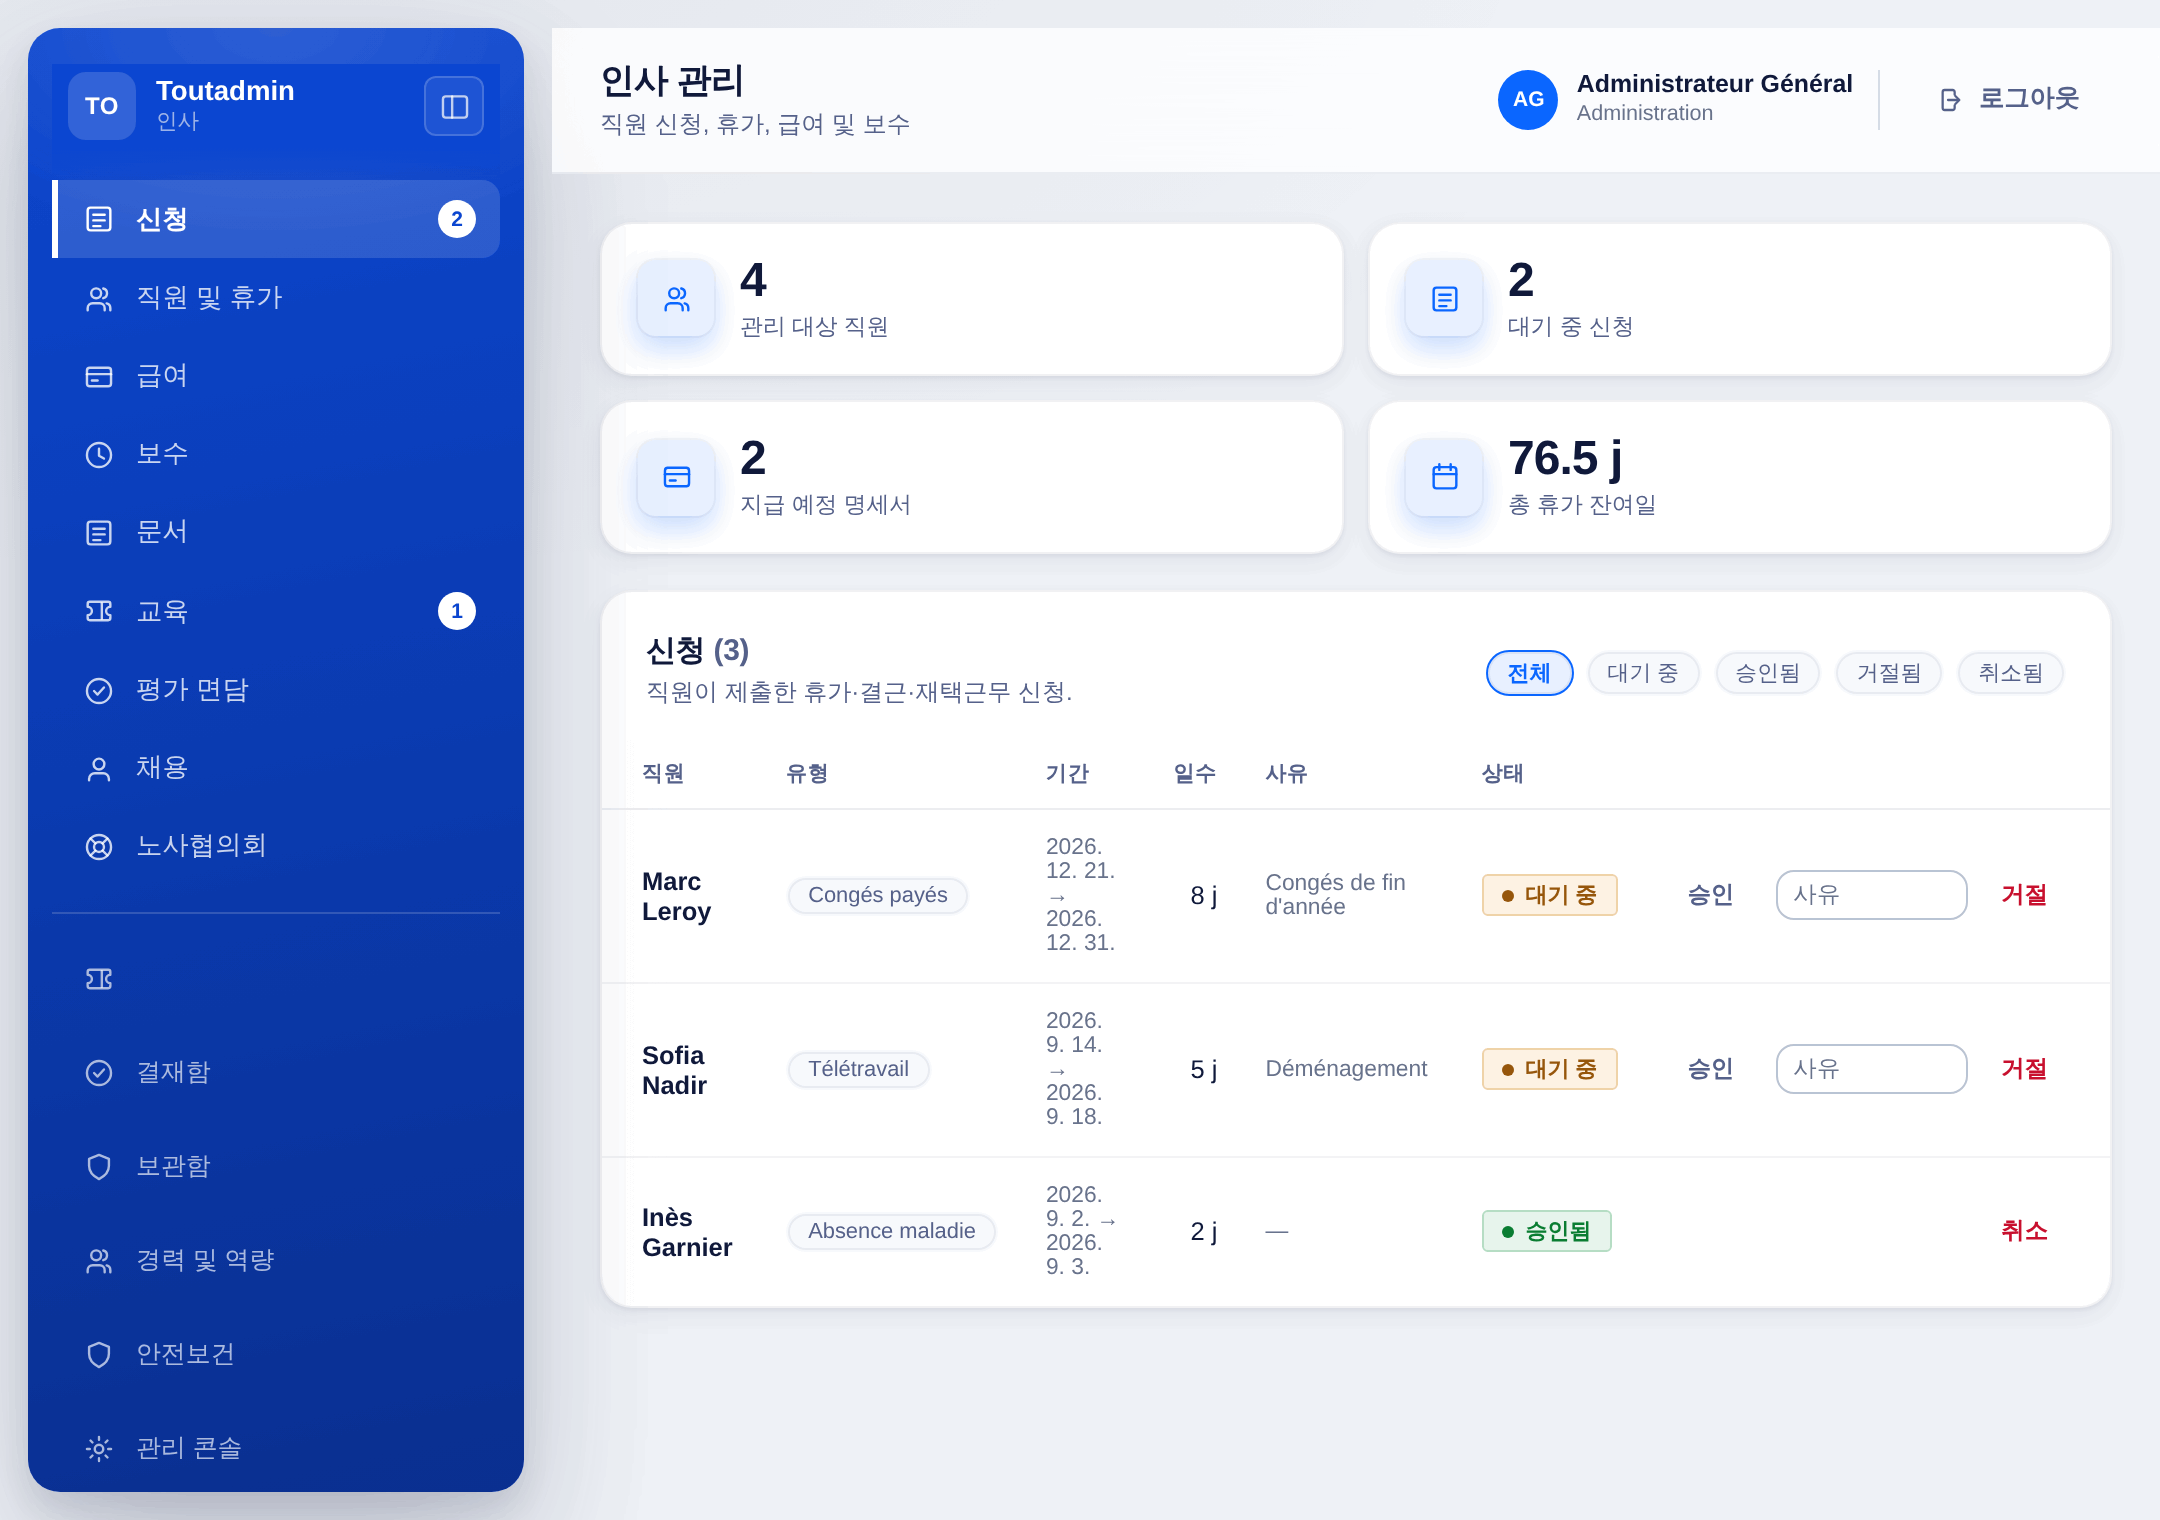 TO
Toutadmin
인사
신청
2
직원 및 휴가
급여
보수
문서
교육
1
평가 면담
채용
노사협의회
결재함
보관함
경력 및 역량
안전보건
관리 콘솔
인사 관리
직원 신청, 휴가, 급여 및 보수
AG
Administrateur Général
Administration
로그아웃
4
관리 대상 직원
2
대기 중 신청
2
지급 예정 명세서
76.5 j
총 휴가 잔여일
신청 (3)
직원이 제출한 휴가·결근·재택근무 신청.
전체
대기 중
승인됨
거절됨
취소됨
직원 유형 기간 일수 사유 상태
Marc
Leroy
Congés payés
2026.
12. 21.
→
2026.
12. 31.
8 j
Congés de fin
d'année
대기 중
승인
사유
거절
Sofia
Nadir
Télétravail
2026.
9. 14.
→
2026.
9. 18.
5 j
Déménagement
대기 중
승인
사유
거절
Inès
Garnier
Absence maladie
2026.
9. 2. →
2026.
9. 3.
2 j
—
승인됨
취소